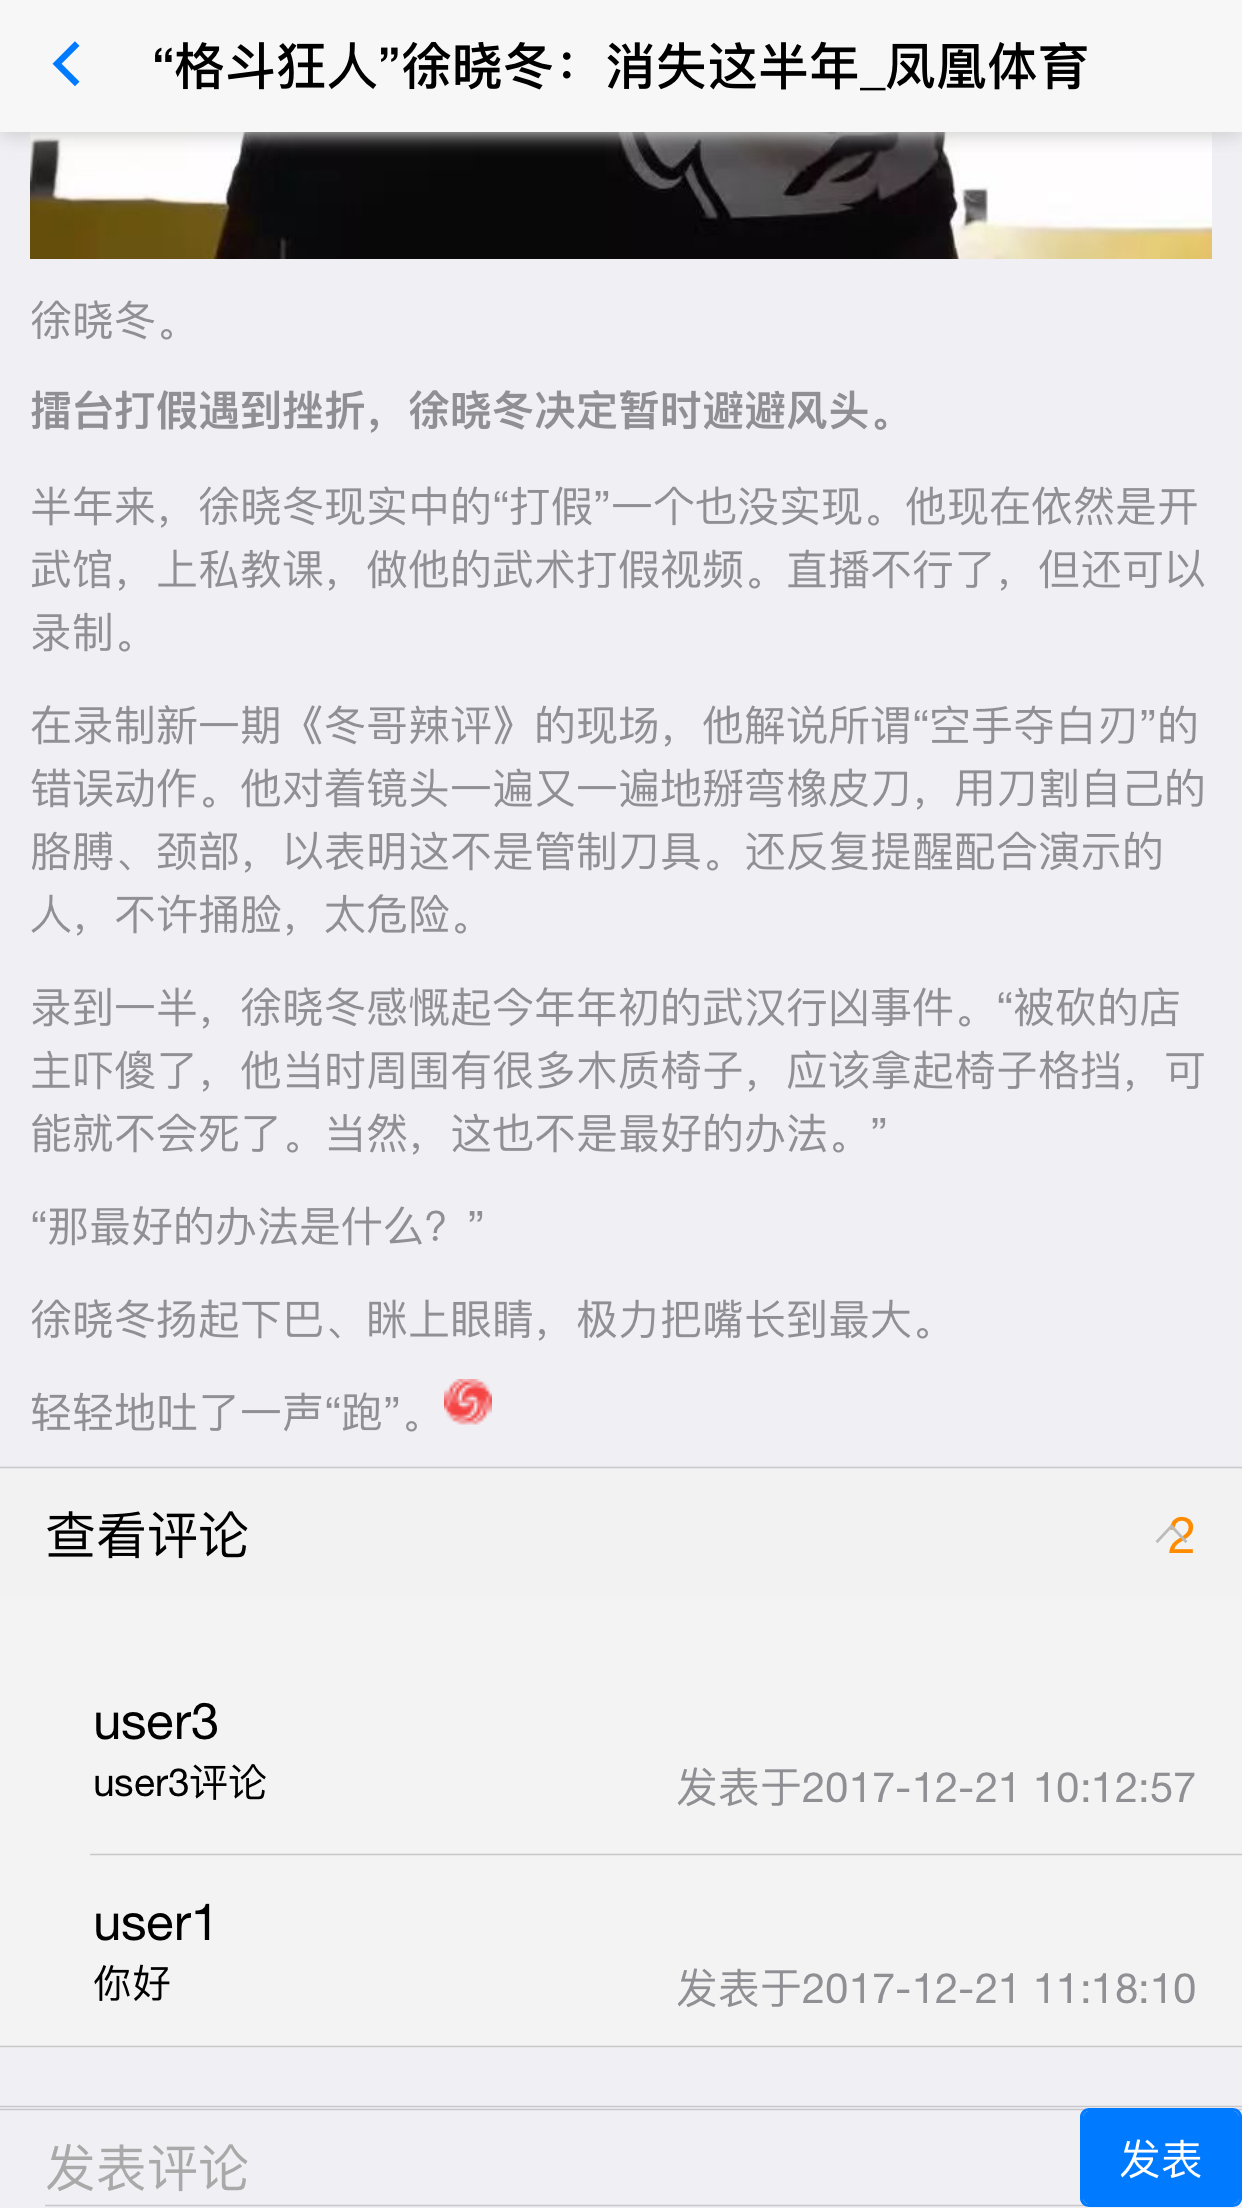 “格斗狂人”徐晓冬：消失这半年_凤凰体育
徐晓冬。
擂台打假遇到挫折，徐晓冬决定暂时避避风头。
半年来，徐晓冬现实中的“打假”一个也没实现。他现在依然是开
武馆，上私教课，做他的武术打假视频。直播不行了，但还可以
录制。
在录制新一期《冬哥辣评》的现场，他解说所谓“空手夺白刃”的
错误动作。他对着镜头一遍又一遍地掰弯橡皮刀，用刀割自己的
胳膊、颈部，以表明这不是管制刀具。还反复提醒配合演示的
人，不许捅脸，太危险。
录到一半，徐晓冬感慨起今年年初的武汉行凶事件。“被砍的店
主吓傻了，他当时周围有很多木质椅子，应该拿起椅子格挡，可
能就不会死了。当然，这也不是最好的办法。”
“那最好的办法是什么？”
徐晓冬扬起下巴、眯上眼睛，极力把嘴长到最大。
轻轻地吐了一声“跑”。
查看评论 2
user3
user3评论 发表于2017-12-21 10:12:57
user1
你好 发表于2017-12-21 11:18:10
发表评论 发表